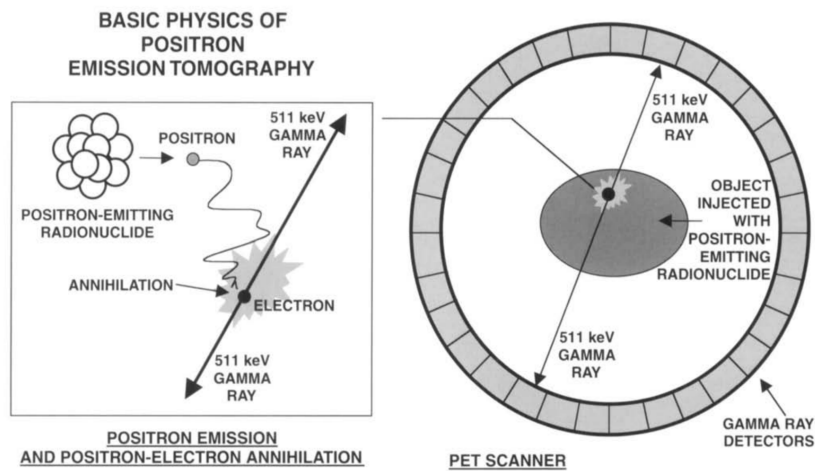 BASIC PHYSICS OF
POSITRON
EMISSION TOMOGRAPHY
511 keV
GAMMA
RAY
POSITRON
POSITRON-EMITTING
RADIONUCLIDE
ANNIHILATION
λ
ELECTRON
511 keV
GAMMA
RAY
POSITRON EMISSION
AND POSITRON-ELECTRON ANNIHILATION
511 keV
GAMMA
RAY
OBJECT
INJECTED
WITH
POSITRON-
EMITTING
RADIONUCLIDE
511 keV
GAMMA
RAY
GAMMA RAY
DETECTORS
PET SCANNER